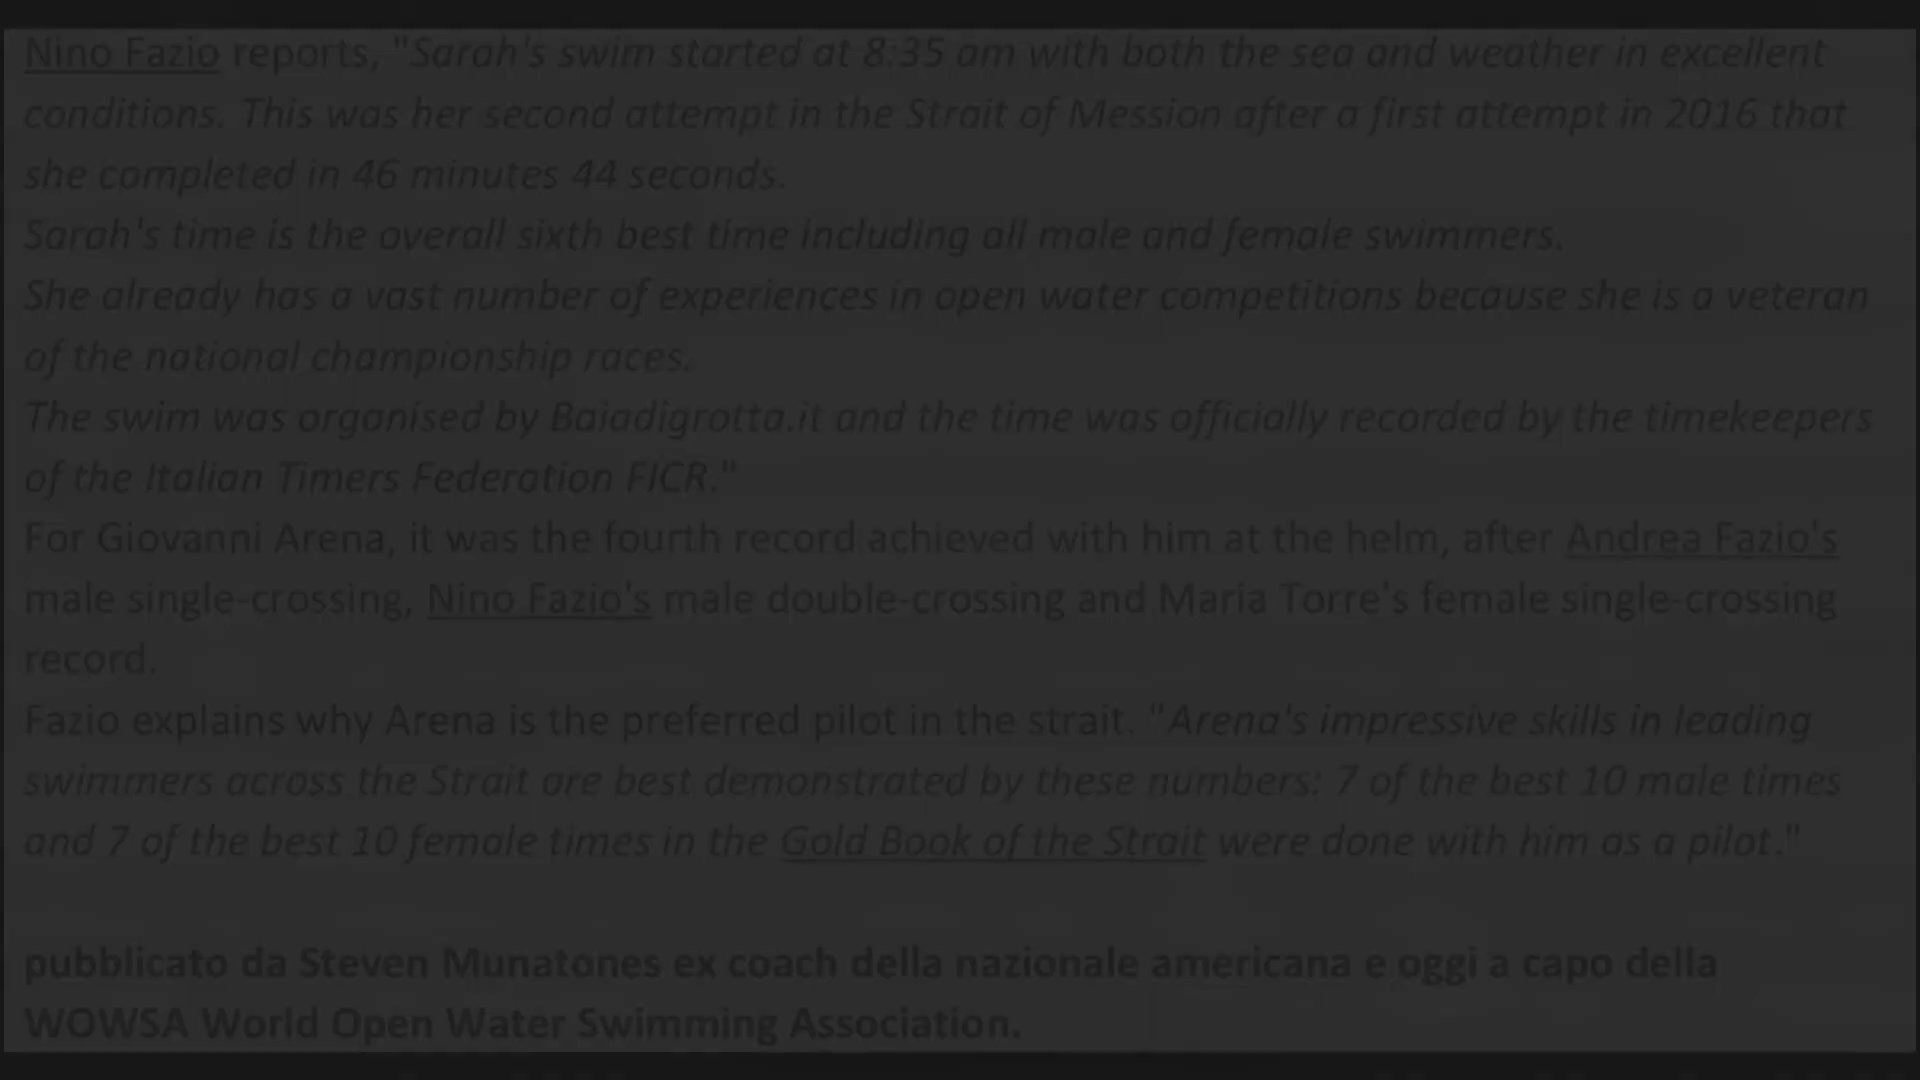 Nino Fazio reports, "Sarah's swim started at 8:35 am with both the sea and weather in excellent
conditions. This was her second attempt in the Strait of Mession after a first attempt in 2016 that
she completed in 46 minutes 44 seconds.
Sarah's time is the overall sixth best time including all male and female swimmers.
She already has a vast number of experiences in open water competitions because she is a veteran
of the national championship races.
The swim was organised by Baiadigrotta.it and the time was officially recorded by the timekeepers
of the Italian Timers Federation FICR."
For Giovanni Arena, it was the fourth record achieved with him at the helm, after Andrea Fazio's
male single-crossing, Nino Fazio's male double-crossing and Maria Torre's female single-crossing
record.
Fazio explains why Arena is the preferred pilot in the strait. "Arena's impressive skills in leading
swimmers across the Strait are best demonstrated by these numbers: 7 of the best 10 male times
and 7 of the best 10 female times in the Gold Book of the Strait were done with him as a pilot."
pubblicato da Steven Munatones ex coach della nazionale americana e oggi a capo della
WOWSA World Open Water Swimming Association.